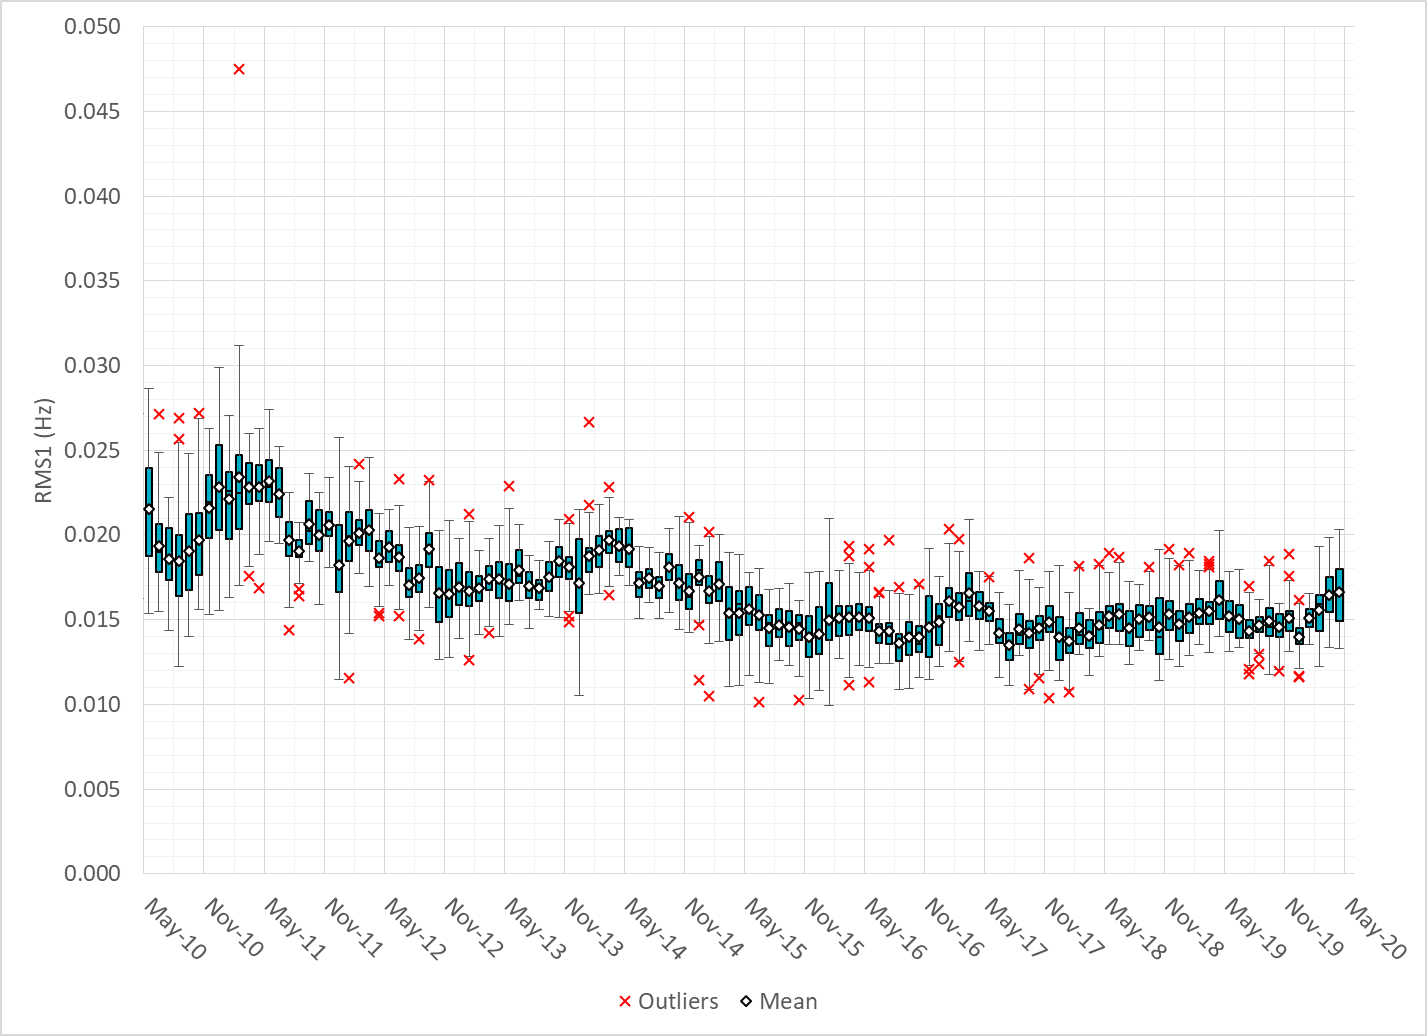 0.050
0.045
0.040
0.035
0.030
0.025
0.020
0.015
0.010
0.005
0.000
RMS1 (Hz)
May-10
Nov-10
May-11
Nov-11
May-12
Nov-12
May-13
Nov-13
May-14
Nov-14
May-15
Nov-15
May-16
Nov-16
May-17
Nov-17
May-18
Nov-18
May-19
Nov-19
May-20
Outliers Mean